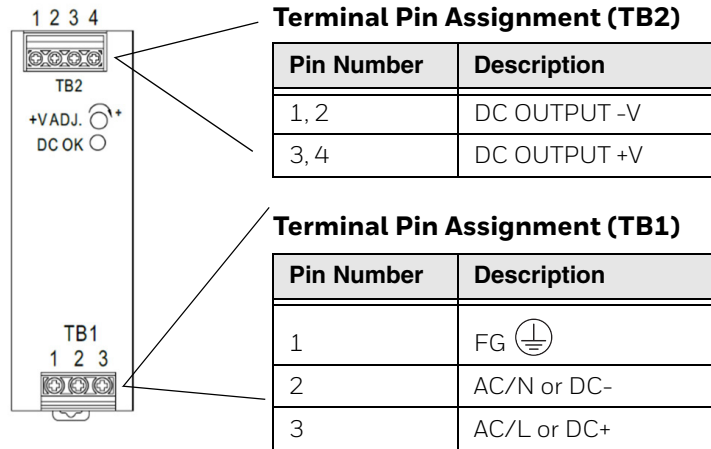 1 2 3 4
TB2
+V ADJ. +
DC OK
TB1
1 2 3
Terminal Pin Assignment (TB2)
Pin Number Description
1, 2 DC OUTPUT -V
3, 4 DC OUTPUT +V
Terminal Pin Assignment (TB1)
Pin Number Description
1 FG
2 AC/N or DC-
3 AC/L or DC+